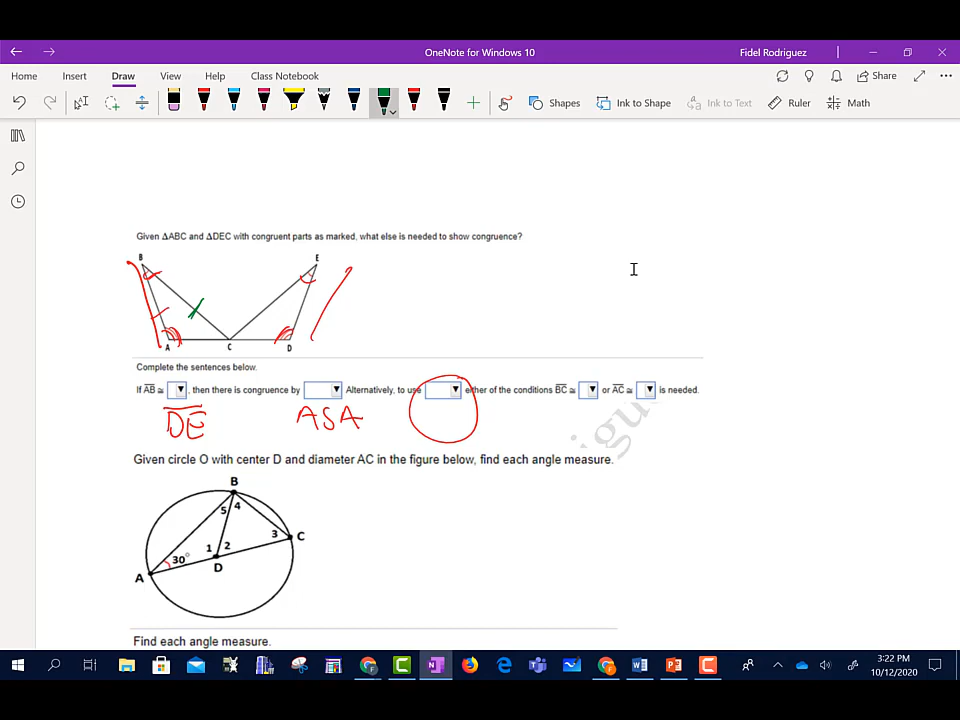 OneNote for Windows 10
Fidel Rodriguez
Home Insert Draw View Help Class Notebook
Share
Shapes Ink to Shape Ink to Text Ruler Math
Given ΔABC and ΔDEC with congruent parts as marked, what else is needed to show congruence?
B E
A C D
Complete the sentences below.
If AB ≅ , then there is congruence by Alternatively, to use either of the conditions BC ≅ or AC ≅ is needed.
DE ASA
Given circle O with center D and diameter AC in the figure below, find each angle measure.
B
5 4
3 C
1 2
30°
A D
Find each angle measure.
3:22 PM
10/12/2020